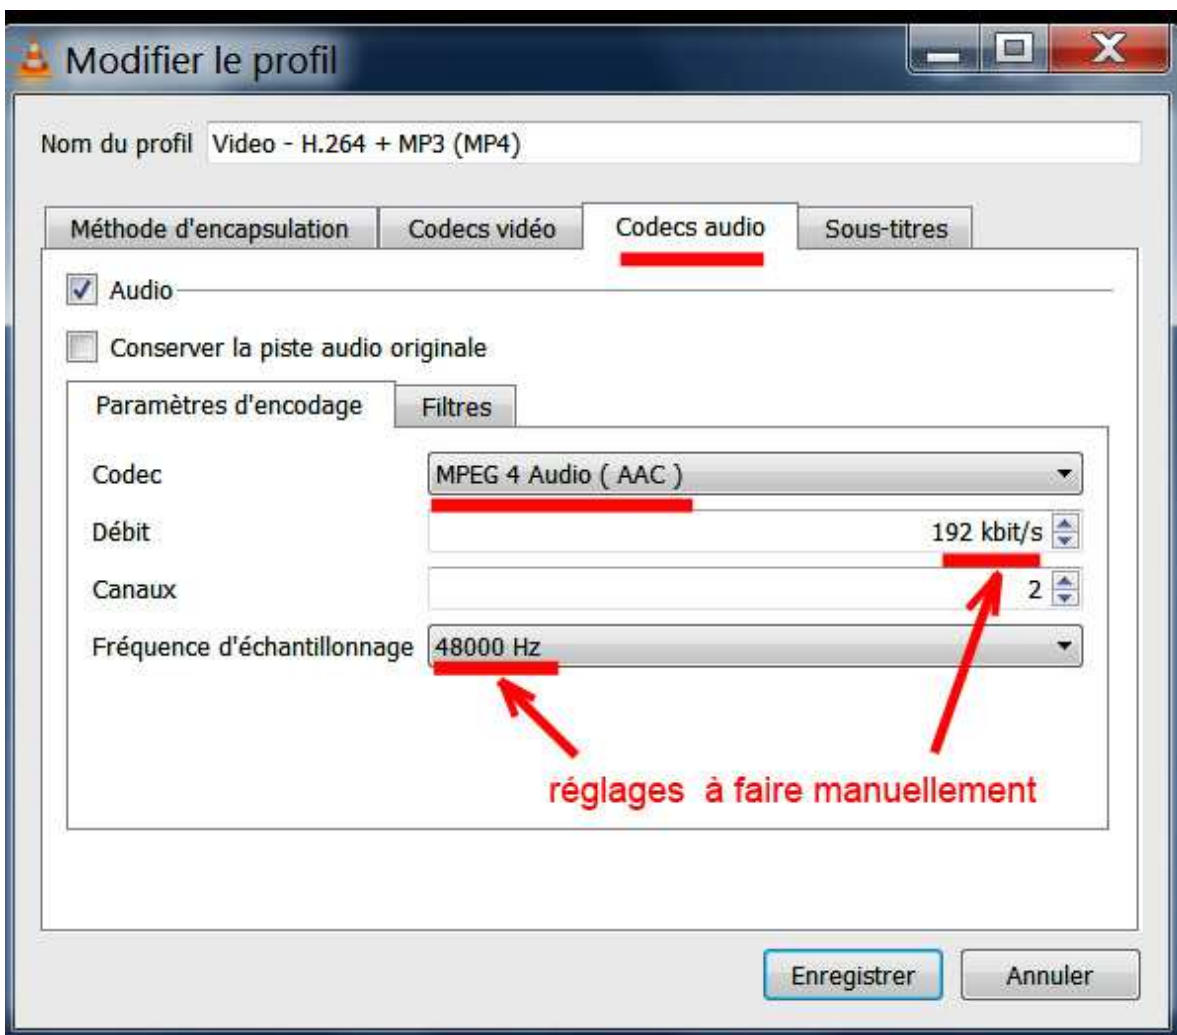 Modifier le profil
Nom du profil Video - H.264 + MP3 (MP4)
Méthode d'encapsulation Codecs vidéo Codecs audio Sous-titres
Audio
Conserver la piste audio originale
Paramètres d'encodage Filtres
Codec MPEG 4 Audio ( AAC )
Débit 192 kbit/s
Canaux 2
Fréquence d'échantillonnage 48000 Hz
réglages à faire manuellement
Enregistrer Annuler